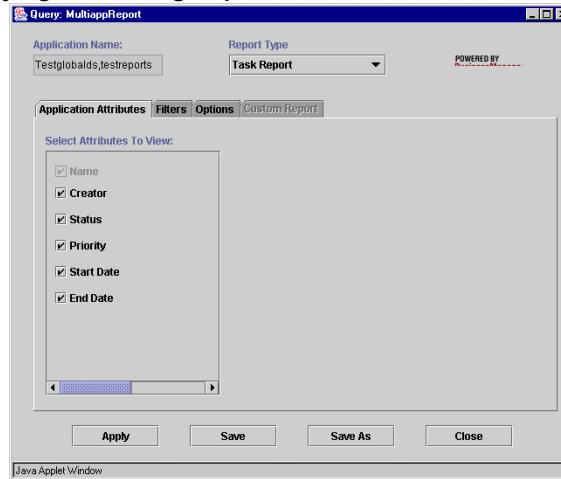 Query: MultiappReport
Application Name:
Report Type
Testglobalds,testreports
Task Report
POWERED BY
Application Attributes Filters Options Custom Report
Select Attributes To View:
Name
Creator
Status
Priority
Start Date
End Date
Apply Save Save As Close
Java Applet Window